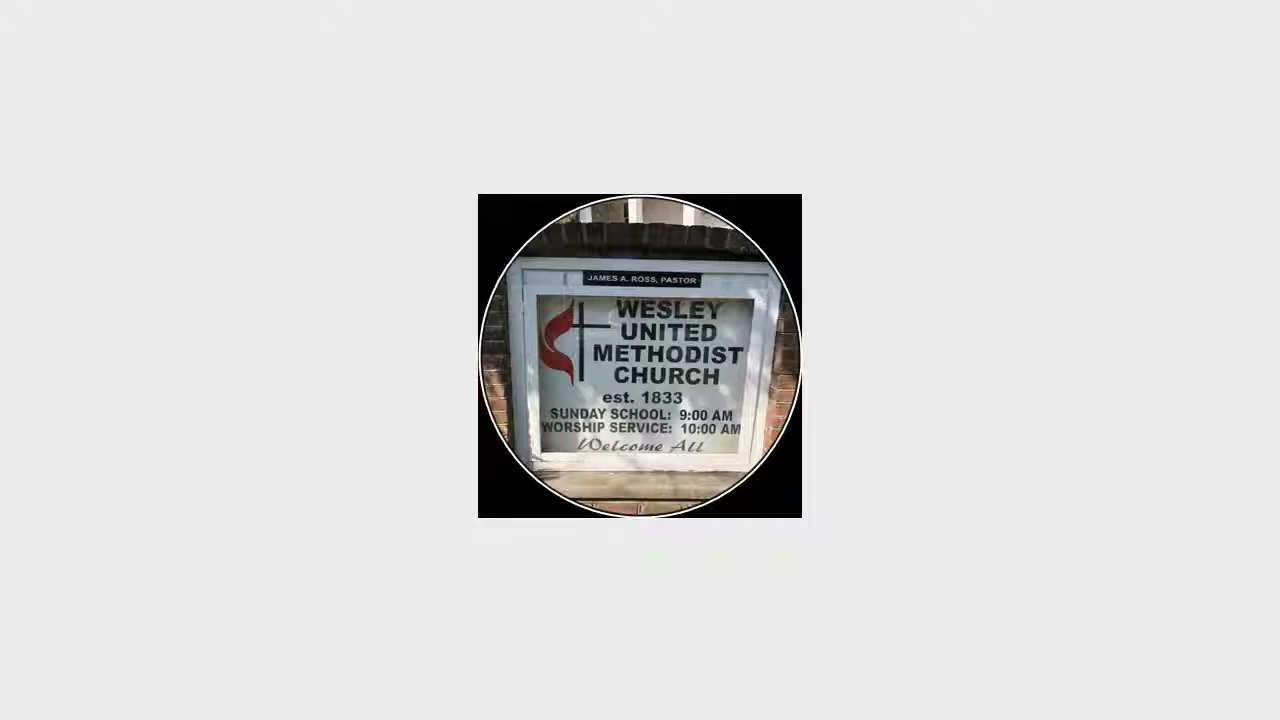 JAMES A. ROSS, PASTOR
WESLEY
UNITED
METHODIST
CHURCH
est. 1833
SUNDAY SCHOOL: 9:00 AM
WORSHIP SERVICE: 10:00 AM
Welcome All